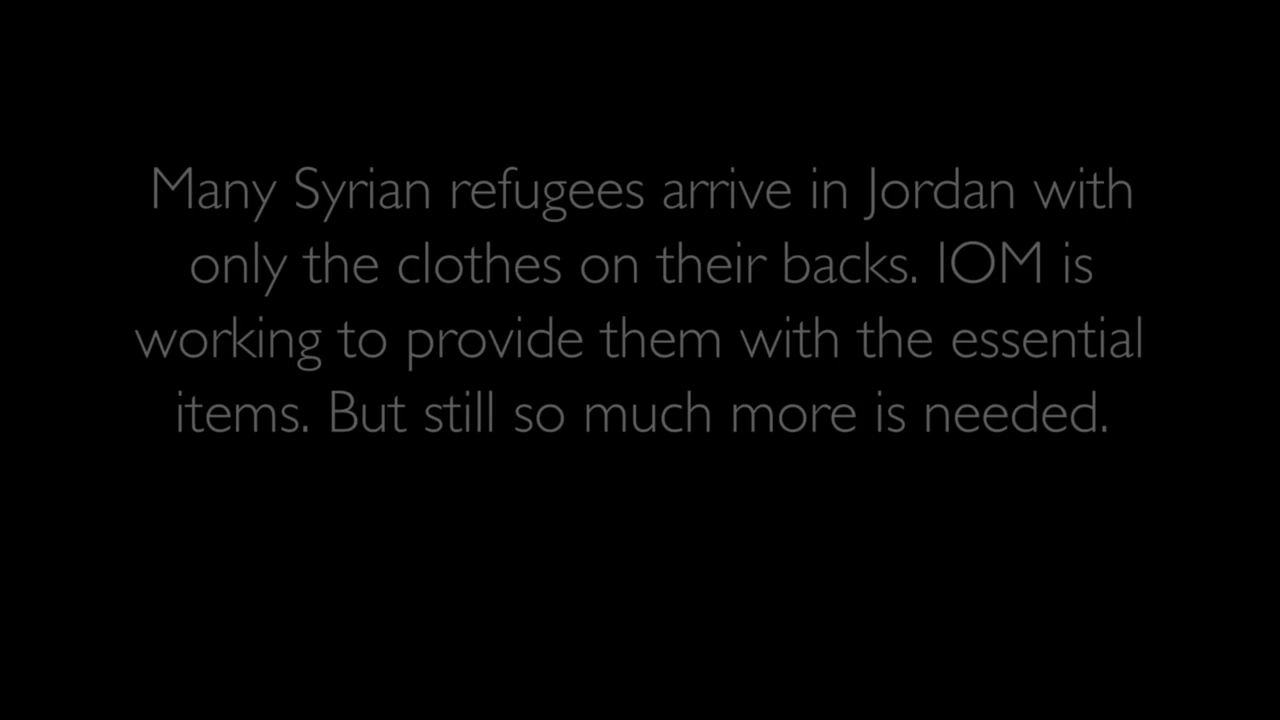 Many Syrian refugees arrive in Jordan with
only the clothes on their backs. IOM is
working to provide them with the essential
items. But still so much more is needed.